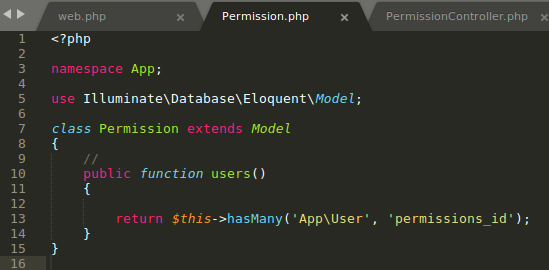 web.php × Permission.php × PermissionController.php ×
1 <?php
2
3 namespace App;
4
5 use Illuminate\Database\Eloquent\Model;
6
7 class Permission extends Model
8 {
9     //
10     public function users()
11     {
12
13         return $this->hasMany('App\User', 'permissions_id');
14     }
15 }
16